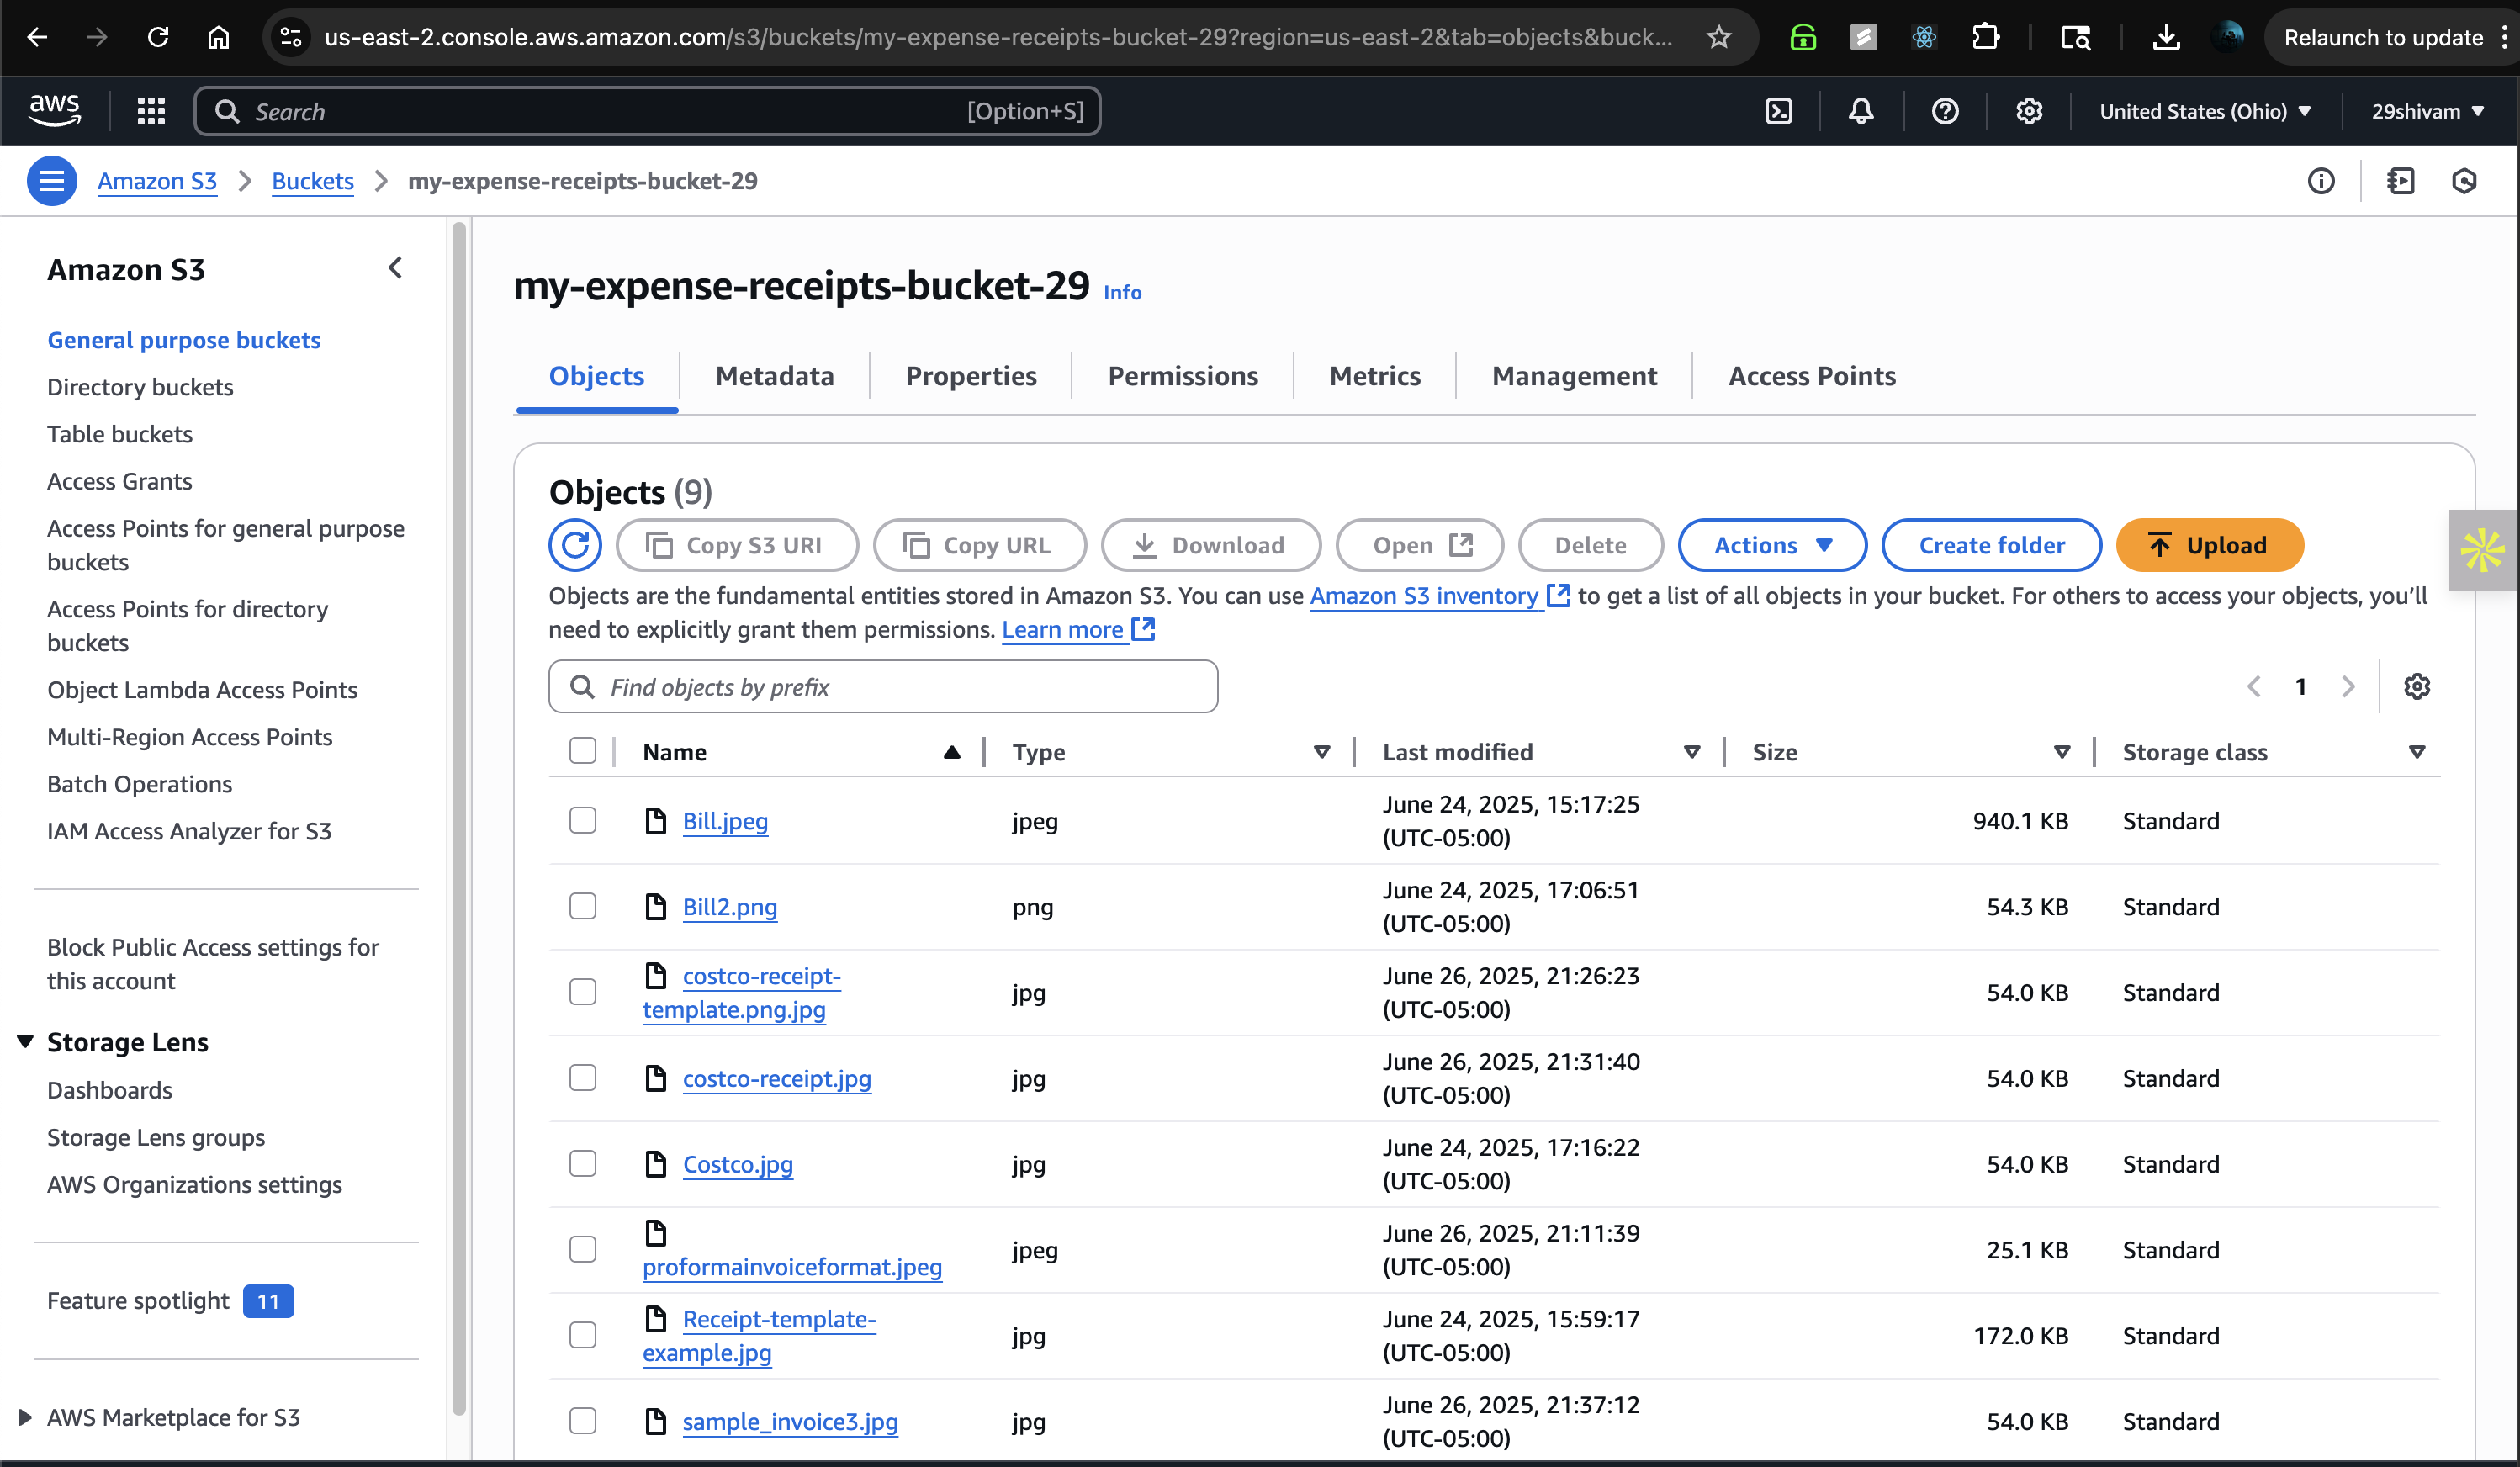 us-east-2.console.aws.amazon.com/s3/buckets/my-expense-receipts-bucket-29?region=us-east-2&tab=objects&buck...
Relaunch to update
aws
Search
[Option+S]
United States (Ohio)
29shivam
Amazon S3
Buckets
my-expense-receipts-bucket-29
Amazon S3
General purpose buckets
Directory buckets
Table buckets
Access Grants
Access Points for general purpose
buckets
Access Points for directory
buckets
Object Lambda Access Points
Multi-Region Access Points
Batch Operations
IAM Access Analyzer for S3
Block Public Access settings for
this account
Storage Lens
Dashboards
Storage Lens groups
AWS Organizations settings
Feature spotlight 11
AWS Marketplace for S3
my-expense-receipts-bucket-29 Info
Objects
Metadata
Properties
Permissions
Metrics
Management
Access Points
Objects (9)
Copy S3 URI
Copy URL
Download
Open
Delete
Actions
Create folder
Upload
Objects are the fundamental entities stored in Amazon S3. You can use Amazon S3 inventory to get a list of all objects in your bucket. For others to access your objects, you’ll
need to explicitly grant them permissions. Learn more
Find objects by prefix
1
Name Type Last modified Size Storage class
Bill.jpeg jpeg June 24, 2025, 15:17:25 940.1 KB Standard
(UTC-05:00)
Bill2.png png June 24, 2025, 17:06:51 54.3 KB Standard
(UTC-05:00)
costco-receipt- jpg June 26, 2025, 21:26:23 54.0 KB Standard
template.png.jpg (UTC-05:00)
costco-receipt.jpg jpg June 26, 2025, 21:31:40 54.0 KB Standard
(UTC-05:00)
Costco.jpg jpg June 24, 2025, 17:16:22 54.0 KB Standard
(UTC-05:00)
proformainvoiceformat.jpeg jpeg June 26, 2025, 21:11:39 25.1 KB Standard
(UTC-05:00)
Receipt-template- jpg June 24, 2025, 15:59:17 172.0 KB Standard
example.jpg (UTC-05:00)
sample_invoice3.jpg jpg June 26, 2025, 21:37:12 54.0 KB Standard
(UTC-05:00)